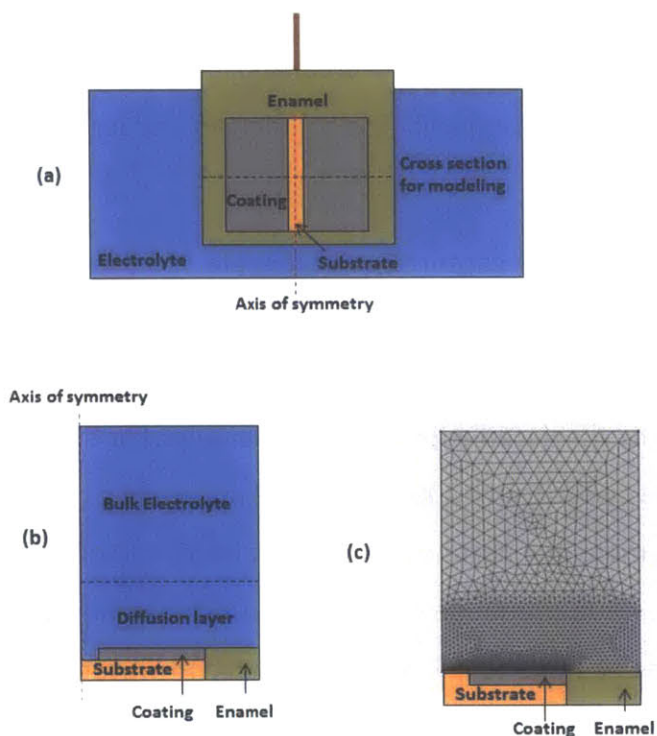 Enamel
(a)
Cross section
for modeling
Coating
Electrolyte
Substrate
Axis of symmetry
Axis of symmetry
Bulk Electrolyte
(b)
Diffusion layer
Substrate
Coating
Enamel
(c)
Substrate
Coating
Enamel